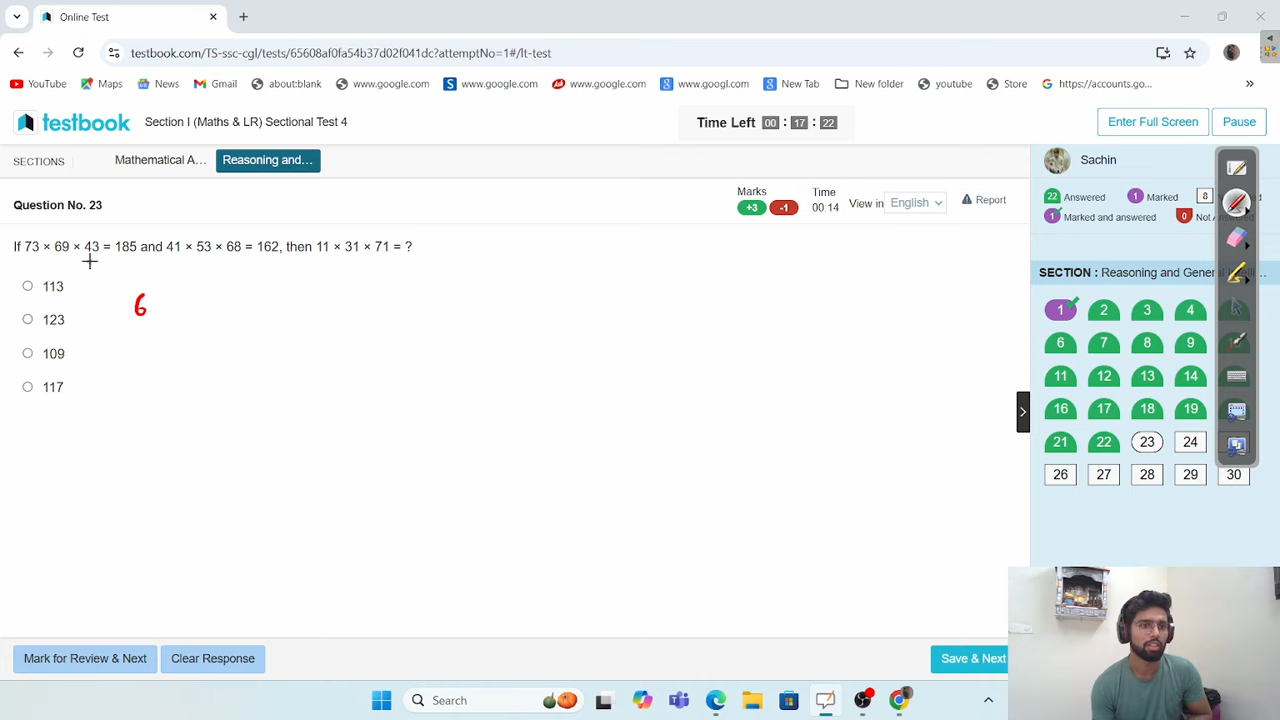 Online Test
testbook.com/TS-ssc-cgl/tests/65608af0fa54b37d02f041dc?attemptNo=1#/lt-test
YouTube Maps News Gmail about:blank www.google.com www.google.com www.google.com www.googl.com New Tab New folder youtube Store https://accounts.go...
testbook Section I (Maths & LR) Sectional Test 4 Time Left 00 : 17 : 22 Enter Full Screen Pause
SECTIONS Mathematical A... Reasoning and... Sachin
Question No. 23 Marks +3 -1 Time 00:14 View in English Report
22 Answered 1 Marked 8
1 Marked and answered 0 Not A
If 73 × 69 × 43 = 185 and 41 × 53 × 68 = 162, then 11 × 31 × 71 = ?
113
123
109
117
6
SECTION : Reasoning and General
1 2 3 4
6 7 8 9
11 12 13 14
16 17 18 19
21 22 23 24
26 27 28 29 30
Mark for Review & Next Clear Response Save & Next
Search